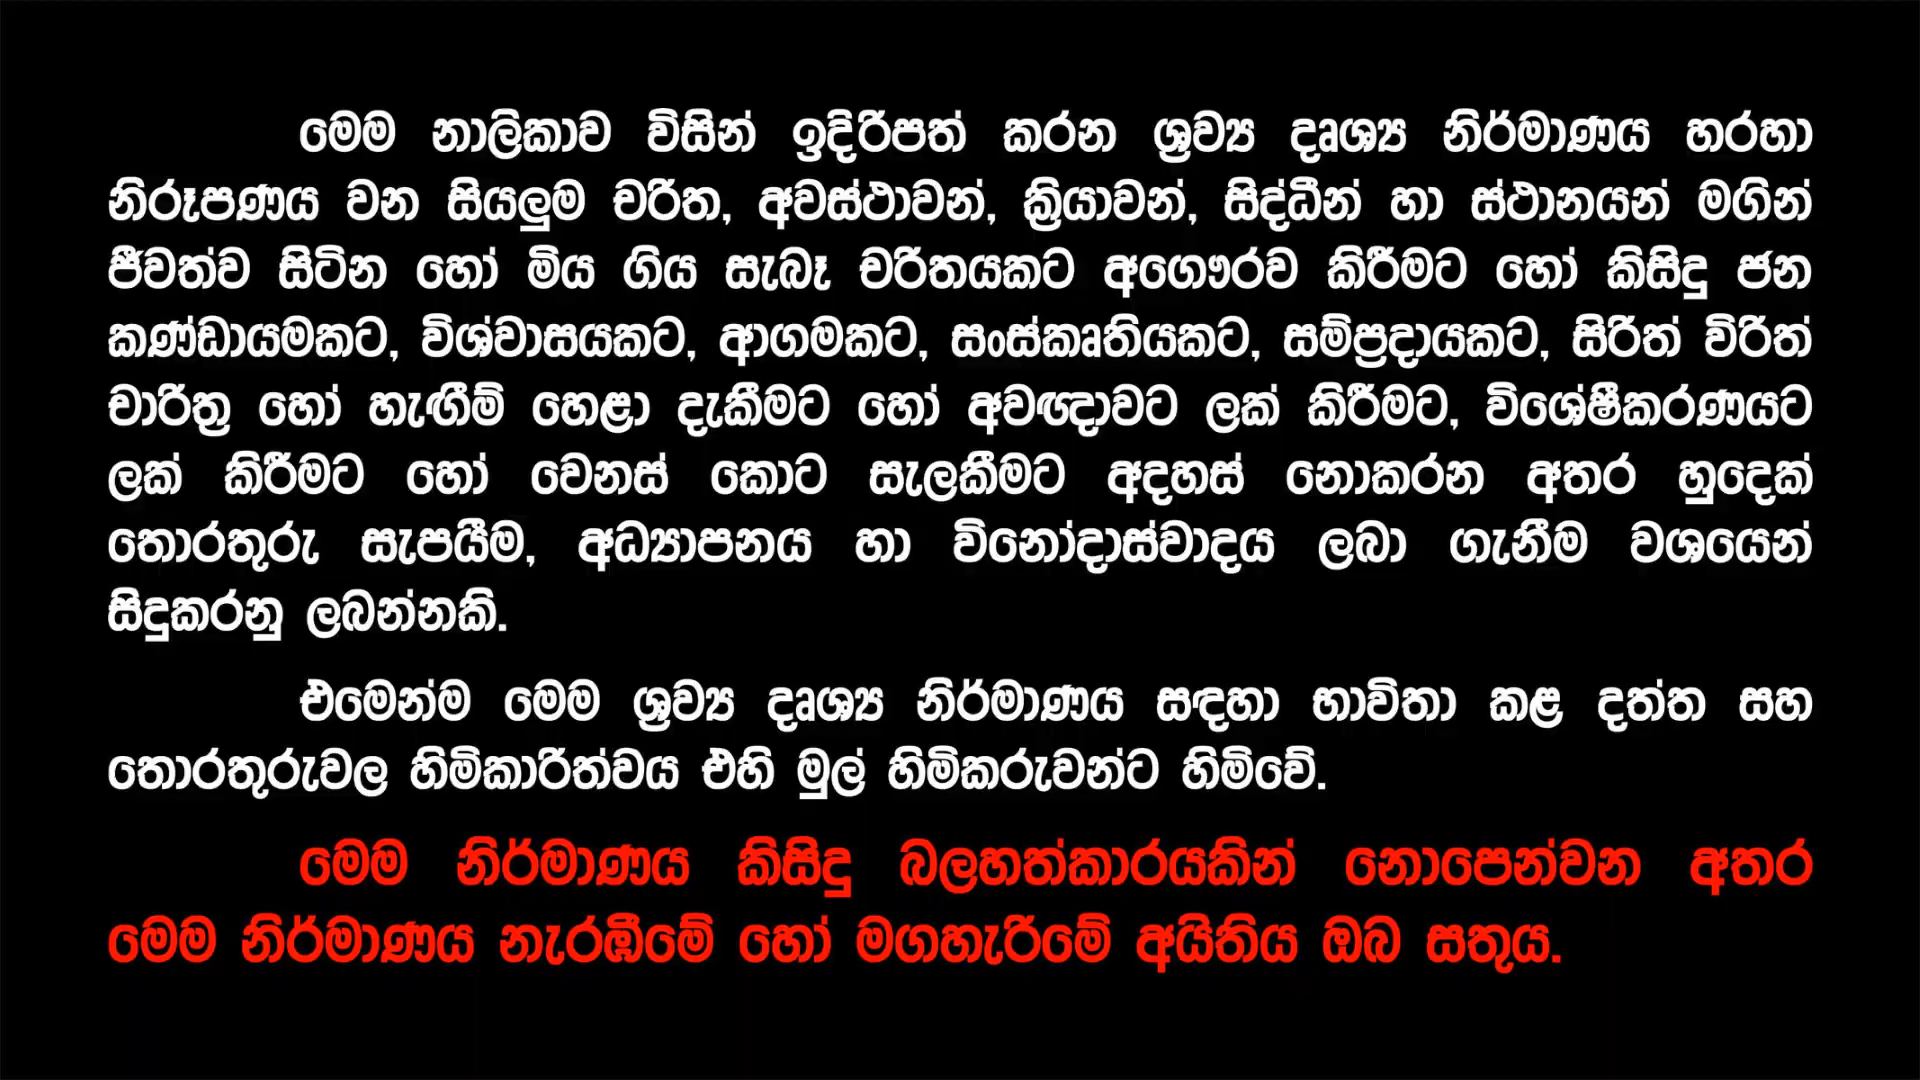 මෙම නාලිකාව විසින් ඉදිරිපත් කරන ශ්‍රව්‍ය දෘශ්‍ය නිර්මාණය හරහා
නිරූපණය වන සියලුම චරිත, අවස්ථාවන්, ක්‍රියාවන්, සිද්ධීන් හා ස්ථානයන් මගින්
ජීවත්ව සිටින හෝ මිය ගිය සැබෑ චරිතයකට අගෞරව කිරීමට හෝ කිසිදු ජන
කණ්ඩායමකට, විශ්වාසයකට, ආගමකට, සංස්කෘතියකට, සම්ප්‍රදායකට, සිරිත් විරිත්
චාරිත්‍ර හෝ හැඟීම් හෙළා දැකීමට හෝ අවඥාවට ලක් කිරීමට, විශේෂීකරණයට
ලක් කිරීමට හෝ වෙනස් කොට සැලකීමට අදහස් නොකරන අතර හුදෙක්
තොරතුරු සැපයීම, අධ්‍යාපනය හා විනෝදාස්වාදය ලබා ගැනීම වශයෙන්
සිදුකරනු ලබන්නකි.
එමෙන්ම මෙම ශ්‍රව්‍ය දෘශ්‍ය නිර්මාණය සඳහා භාවිතා කළ දත්ත සහ
තොරතුරුවල හිමිකාරිත්වය එහි මුල් හිමිකරුවන්ට හිමිවේ.
මෙම නිර්මාණය කිසිදු බලහත්කාරයකින් නොපෙන්වන අතර
මෙම නිර්මාණය නැරඹීමේ හෝ මගහැරිමේ අයිතිය ඔබ සතුය.